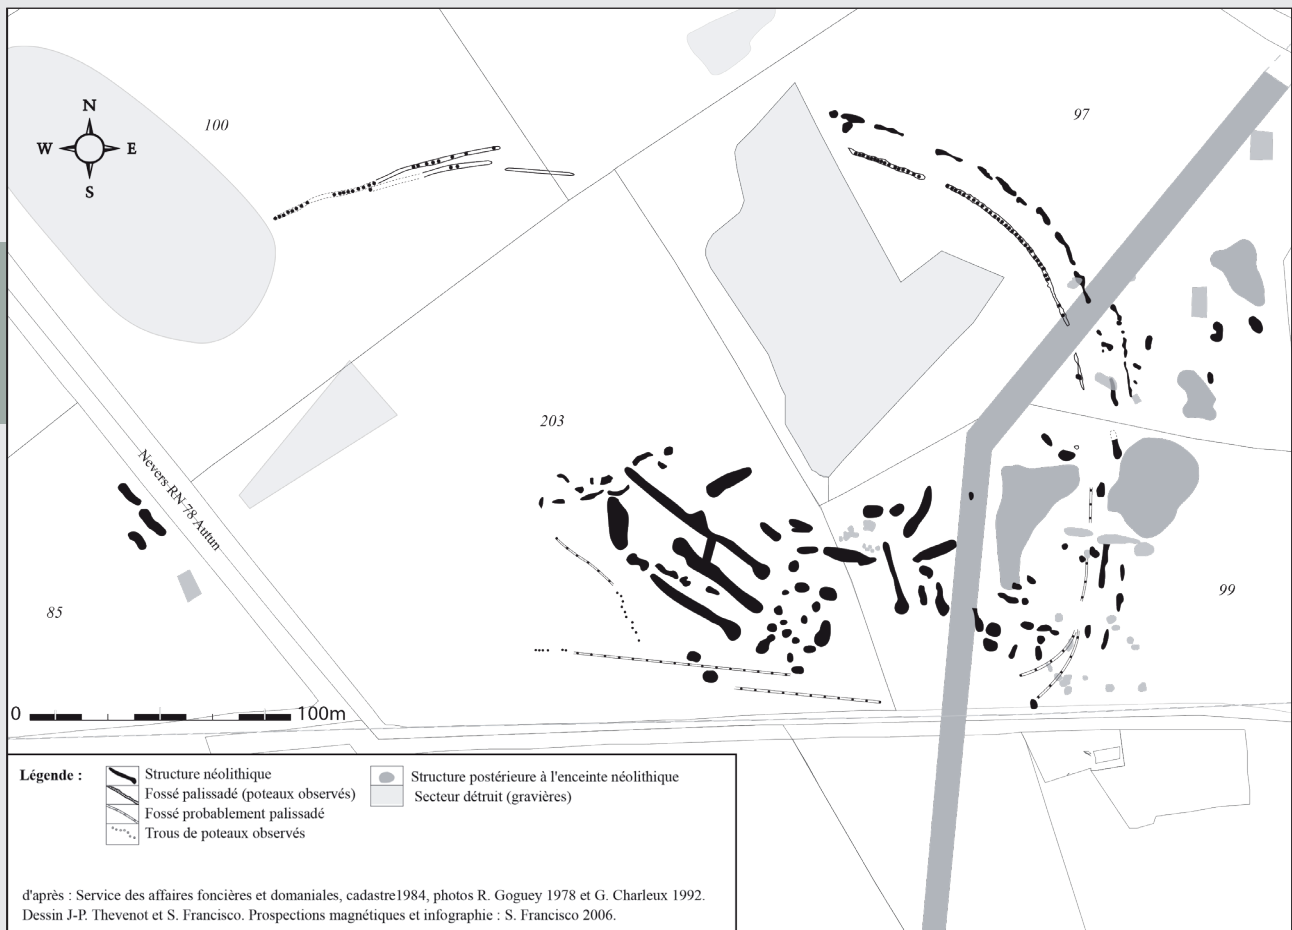 N
W E
S
100
97
203
Nevers RN 78 Autun
85
99
0 100m
Légende :
Structure néolithique
Fossé palissadé (poteaux observés)
Fossé probablement palissadé
Trous de poteaux observés
Structure postérieure à l'enceinte néolithique
Secteur détruit (gravières)
d'après : Service des affaires foncières et domaniales, cadastre1984, photos R. Goguey 1978 et G. Charleux 1992.
Dessin J-P. Thevenot et S. Francisco. Prospections magnétiques et infographie : S. Francisco 2006.